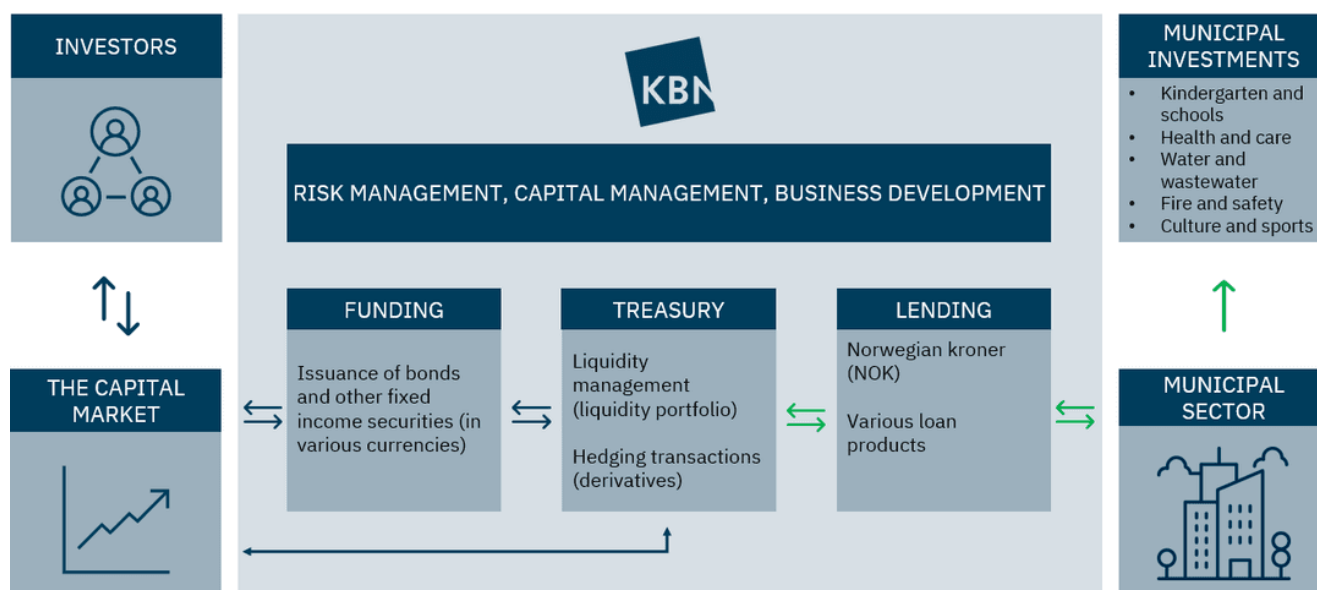 INVESTORS
KBN
RISK MANAGEMENT, CAPITAL MANAGEMENT, BUSINESS DEVELOPMENT
MUNICIPAL
INVESTMENTS
• Kindergarten and
schools
• Health and care
• Water and
wastewater
• Fire and safety
• Culture and sports
THE CAPITAL
MARKET
FUNDING
Issuance of bonds
and other fixed
income securities (in
various currencies)
TREASURY
Liquidity
management
(liquidity portfolio)
Hedging transactions
(derivatives)
LENDING
Norwegian kroner
(NOK)
Various loan
products
MUNICIPAL
SECTOR